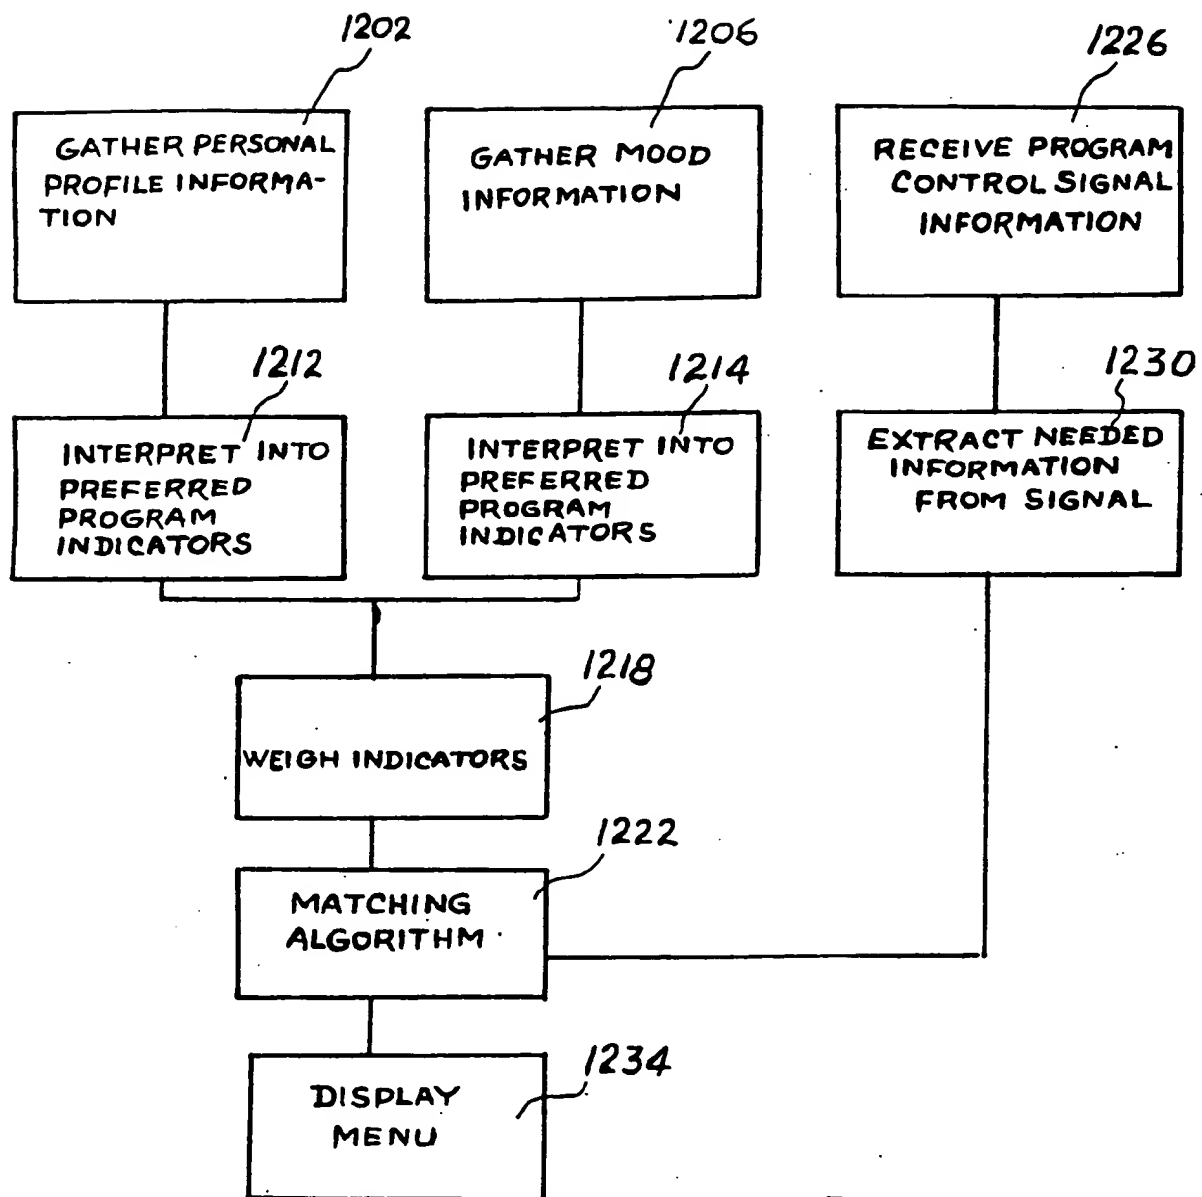 1202
1206
1226
GATHER PERSONAL
PROFILE INFORMA-
TION
GATHER MOOD
INFORMATION
RECEIVE PROGRAM
CONTROL SIGNAL
INFORMATION
1212
1214
1230
INTERPRET INTO
PREFERRED
PROGRAM
INDICATORS
INTERPRET INTO
PREFERRED
PROGRAM
INDICATORS
EXTRACT NEEDED
INFORMATION
FROM SIGNAL
1218
WEIGH INDICATORS
1222
MATCHING
ALGORITHM
1234
DISPLAY
MENU